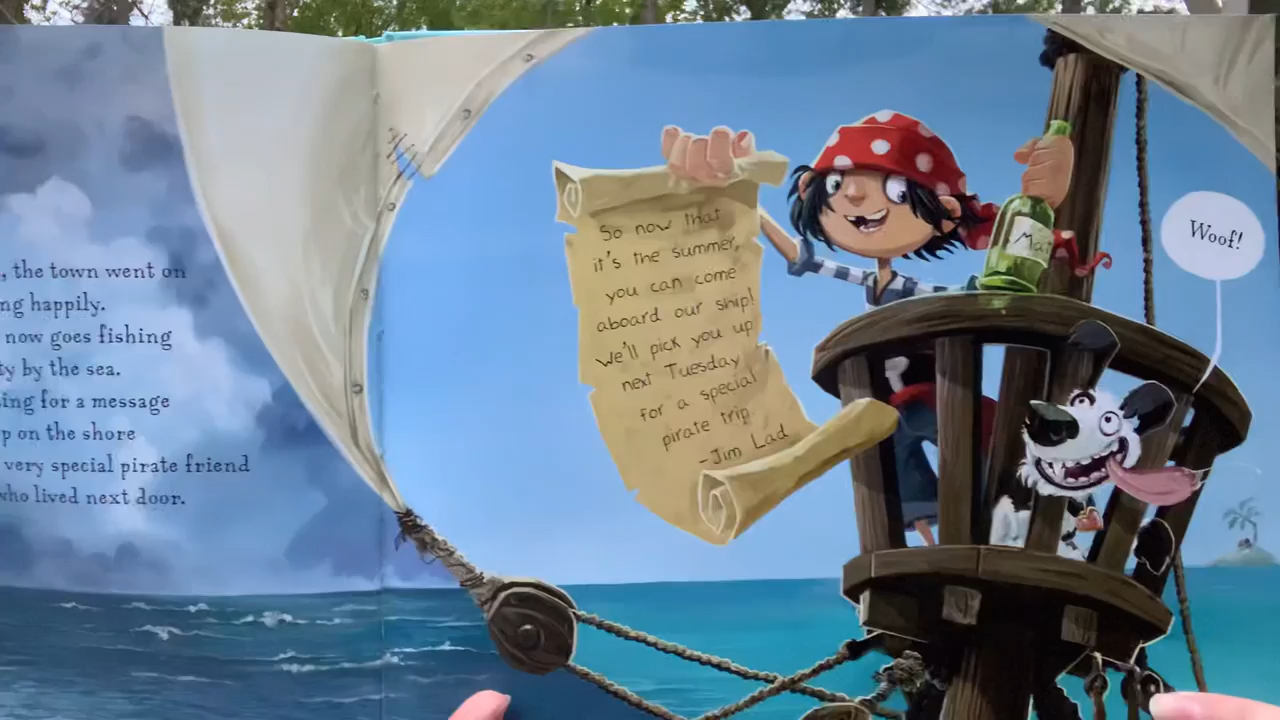 , the town went on
ng happily.
now goes fishing
ty by the sea.
ing for a message
p on the shore
very special pirate friend
who lived next door.
So now that
it's the summer,
you can come
aboard our ship!
We'll pick you up
next Tuesday
for a special
pirate trip
-Jim Lad
Mat
Woof!